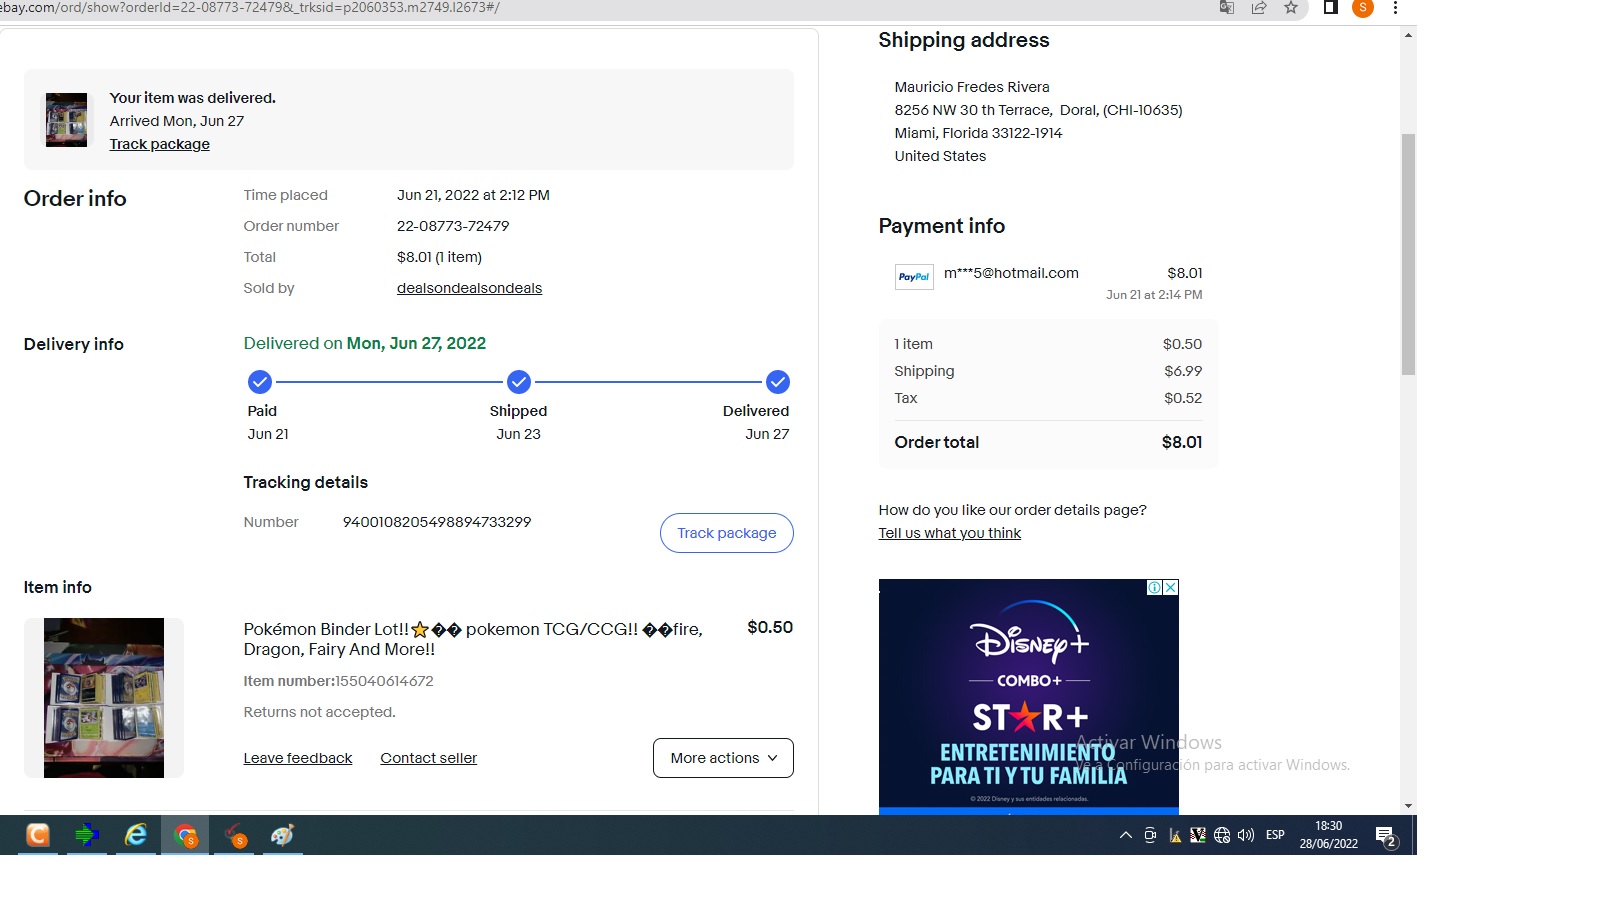 ebay.com/ord/show?orderId=22-08773-72479&_trksid=p2060353.m2749.l2673#/
S
Your item was delivered.
Arrived Mon, Jun 27
Track package
Order info
Time placed Jun 21, 2022 at 2:12 PM
Order number 22-08773-72479
Total $8.01 (1 item)
Sold by dealsondealsondeals
Delivery info
Delivered on Mon, Jun 27, 2022
Paid Shipped Delivered
Jun 21 Jun 23 Jun 27
Tracking details
Number 9400108205498894733299
Track package
Item info
Pokémon Binder Lot!!⭐�� pokemon TCG/CCG!! ��fire, $0.50
Dragon, Fairy And More!!
Item number:155040614672
Returns not accepted.
Leave feedback Contact seller More actions
Shipping address
Mauricio Fredes Rivera
8256 NW 30 th Terrace, Doral, (CHI-10635)
Miami, Florida 33122-1914
United States
Payment info
PayPal m***5@hotmail.com $8.01
Jun 21 at 2:14 PM
1 item $0.50
Shipping $6.99
Tax $0.52
Order total $8.01
How do you like our order details page?
Tell us what you think
Disney+
COMBO+
STAR+
ENTRETENIMIENTO
PARA TI Y TU FAMILIA
© 2022 Disney y sus entidades relacionadas.
Activar Windows
Ve a Configuración para activar Windows.
ESP
18:30
28/06/2022
2